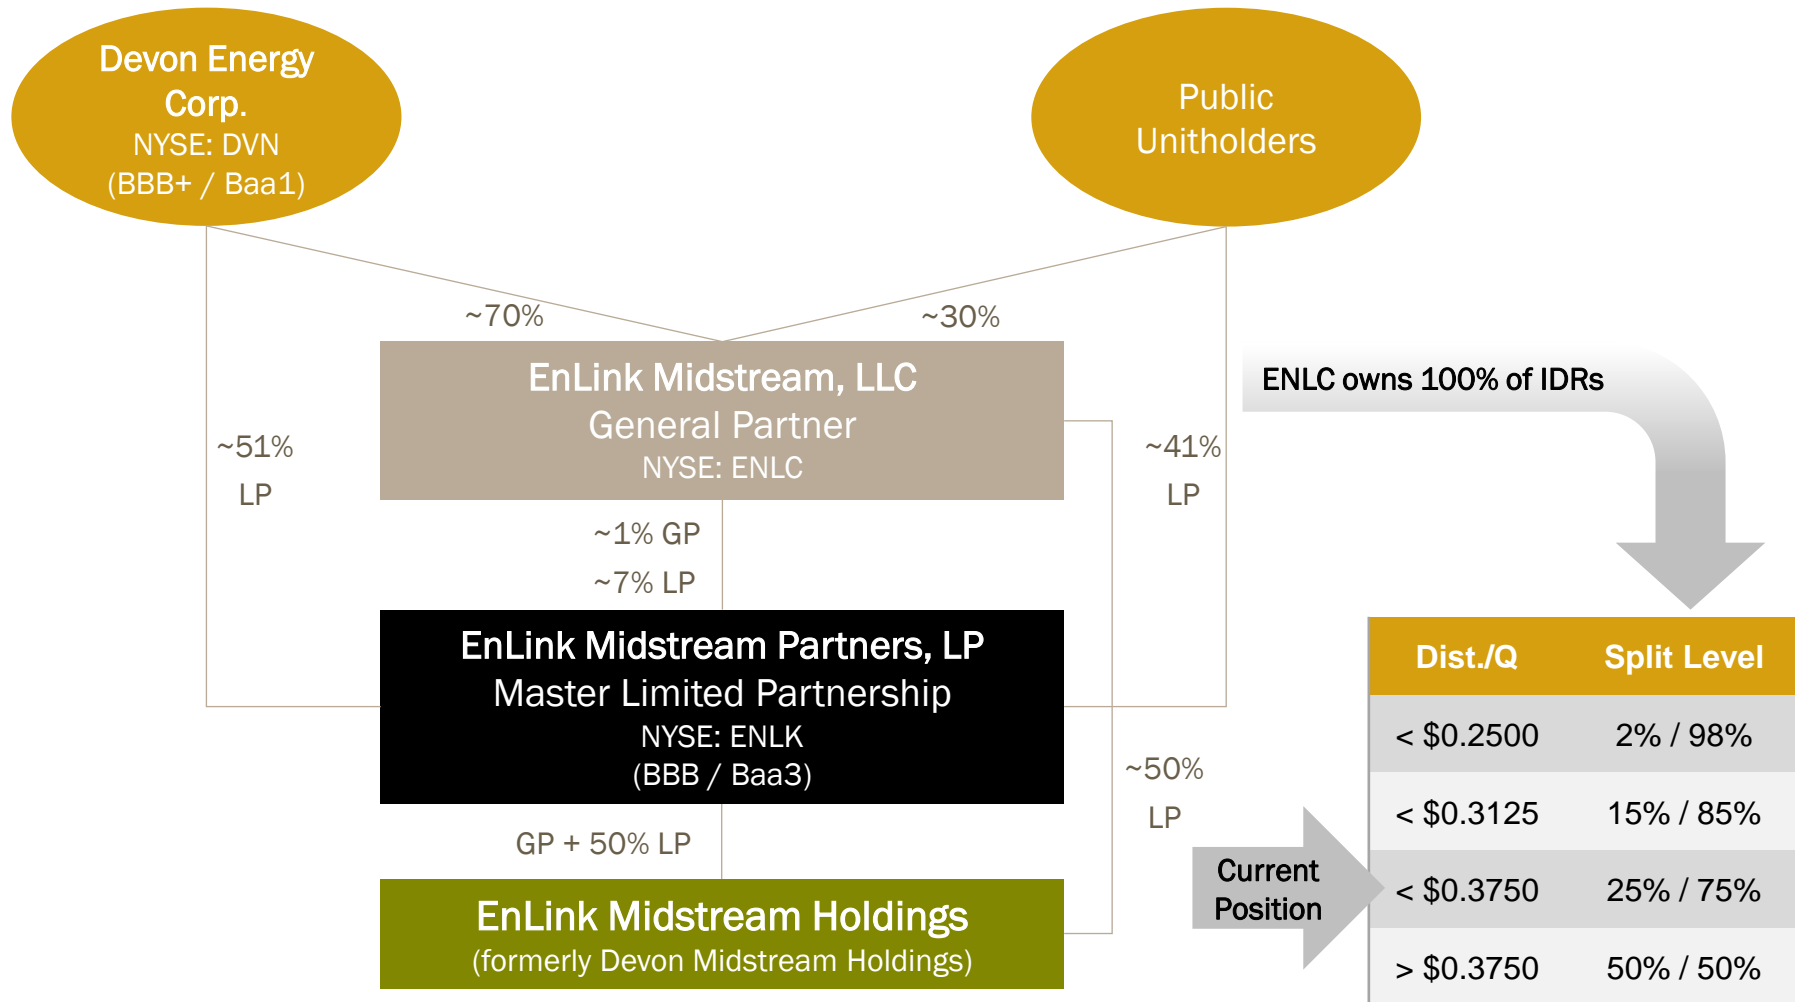 Devon Energy
Corp.
NYSE: DVN
(BBB+ / Baa1)
Public
Unitholders
~70%
~30%
EnLink Midstream, LLC
General Partner
NYSE: ENLC
ENLC owns 100% of IDRs
~51%
LP
~41%
LP
~1% GP
~7% LP
EnLink Midstream Partners, LP
Master Limited Partnership
NYSE: ENLK
(BBB / Baa3)
~50%
LP
GP + 50% LP
EnLink Midstream Holdings
(formerly Devon Midstream Holdings)
Current
Position
Dist./Q Split Level
< $0.2500 2% / 98%
< $0.3125 15% / 85%
< $0.3750 25% / 75%
> $0.3750 50% / 50%